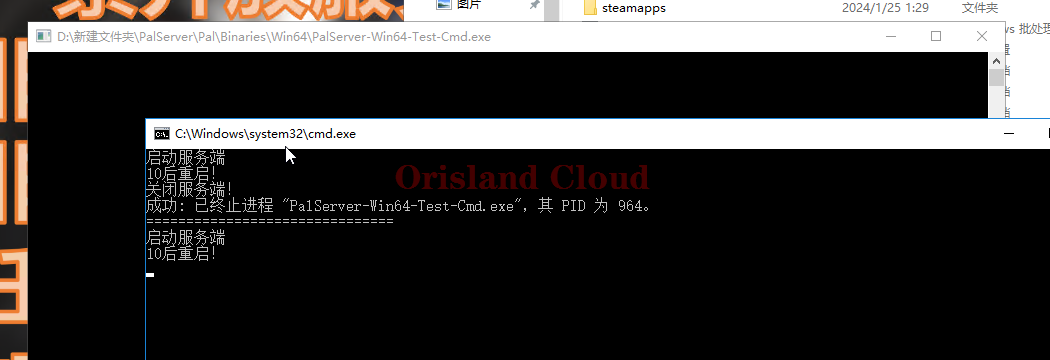 图片
steamapps
2024/1/25 1:29
文件夹
D:\新建文件夹\PalServer\Pal\Binaries\Win64\PalServer-Win64-Test-Cmd.exe
vs 批处理
C:\Windows\system32\cmd.exe
启动服务端
10后重启!
关闭服务端!
Orisland Cloud
成功: 已终止进程 "PalServer-Win64-Test-Cmd.exe", 其 PID 为 964。
===============================
启动服务端
10后重启!